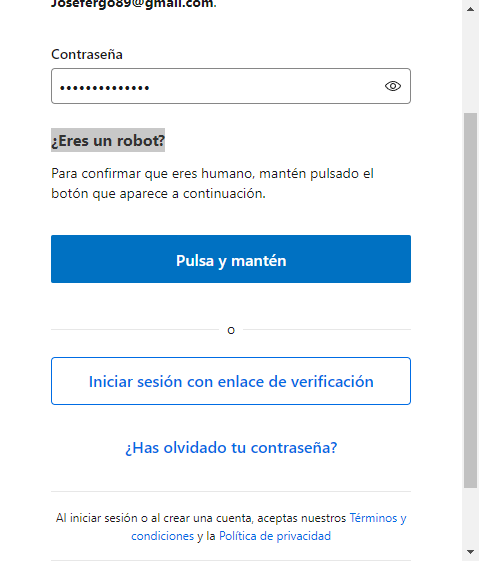 Josefergo89@gmail.com.
Contraseña
••••••••••••••
¿Eres un robot?
Para confirmar que eres humano, mantén pulsado el
botón que aparece a continuación.
Pulsa y mantén
o
Iniciar sesión con enlace de verificación
¿Has olvidado tu contraseña?
Al iniciar sesión o al crear una cuenta, aceptas nuestros Términos y
condiciones y la Política de privacidad